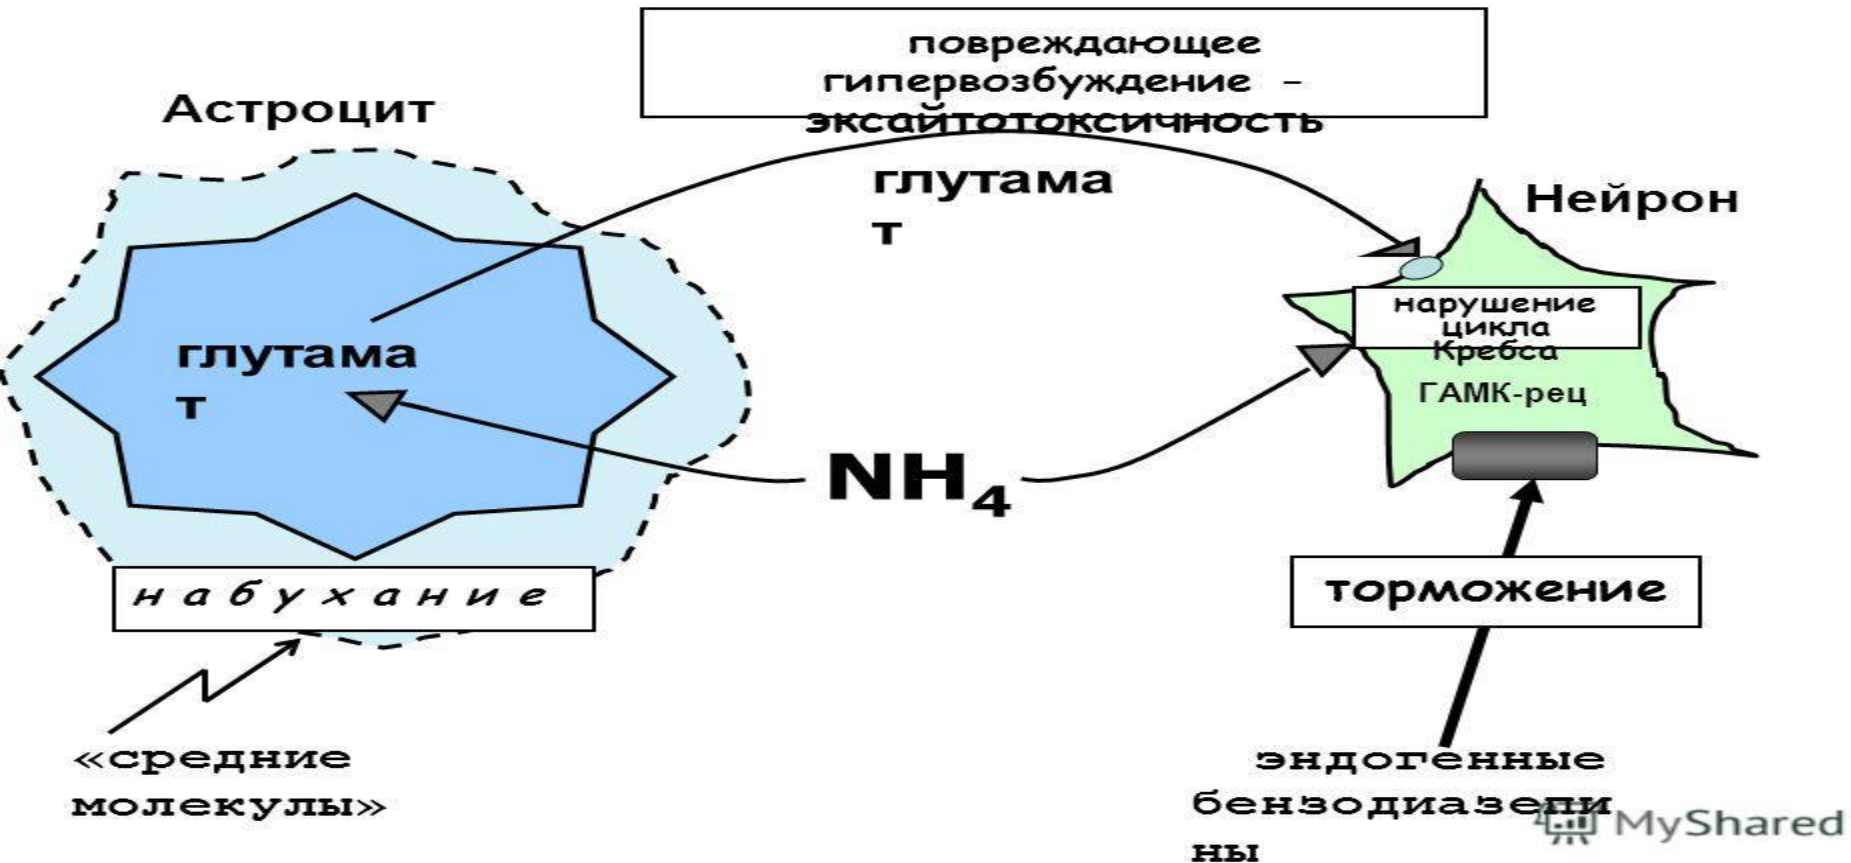 повреждающее
гипервозбуждение -
эксайтотоксичность
Астроцит
глутама
т
Нейрон
нарушение
цикла
Кребса
ГАМК-рец
глутама
т
NH4
набухание
торможение
«средние
молекулы»
эндогенные
бензодиазепи
ны
MyShared